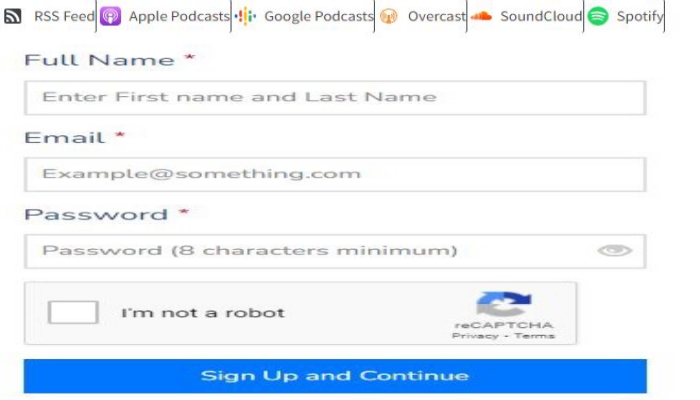 RSS Feed Apple Podcasts Google Podcasts Overcast SoundCloud Spotify
Full Name *
Enter First name and Last Name
Email *
Example@something.com
Password *
Password (8 characters minimum)
I'm not a robot
reCAPTCHA
Privacy - Terms
Sign Up and Continue